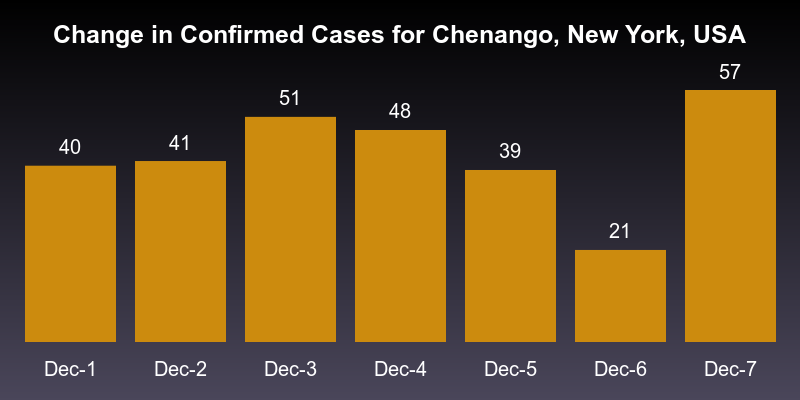 Change in Confirmed Cases for Chenango, New York, USA
40
41
51
48
39
21
57
Dec-1
Dec-2
Dec-3
Dec-4
Dec-5
Dec-6
Dec-7